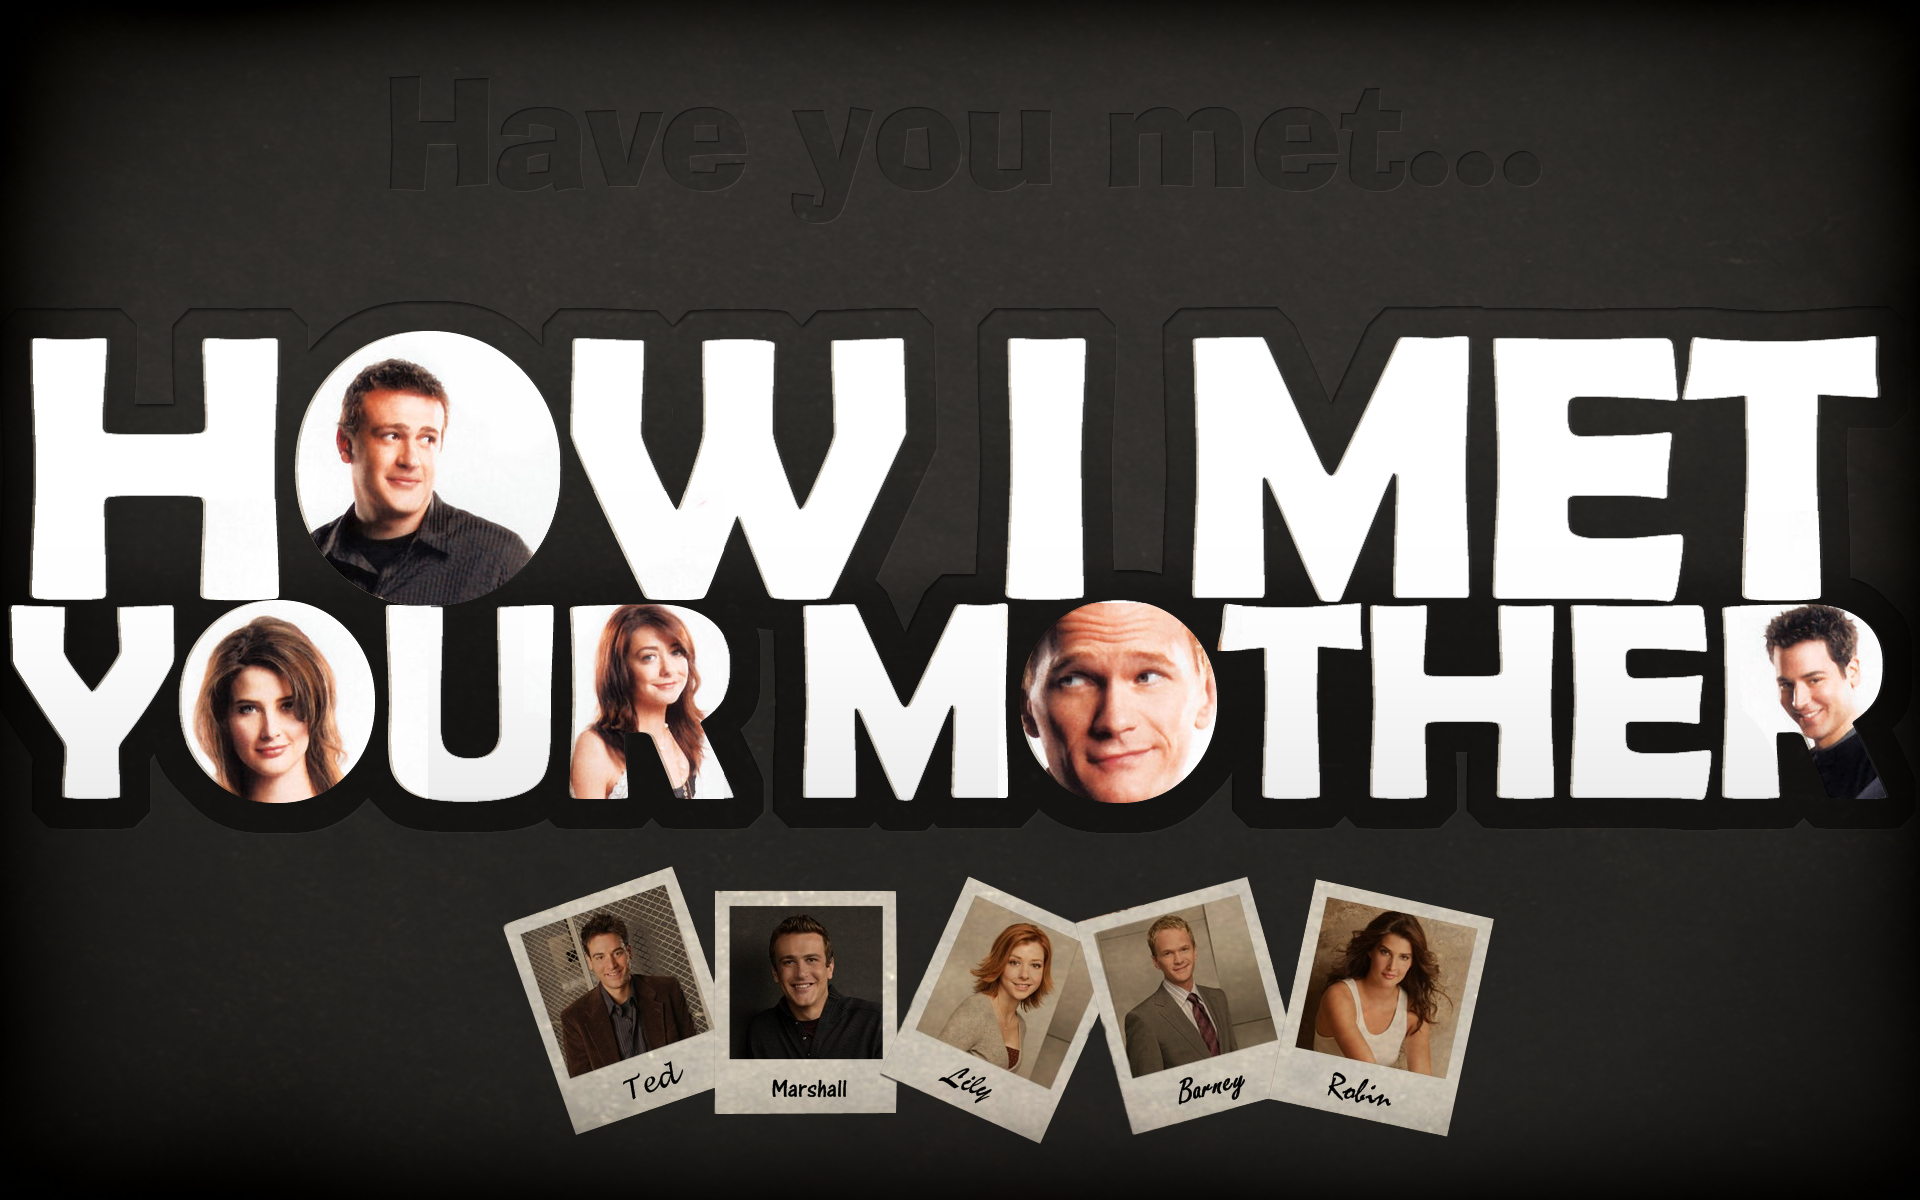 Have you met...
HOW I MET
YOUR MOTHER
Ted
Marshall
Lily
Barney
Robin